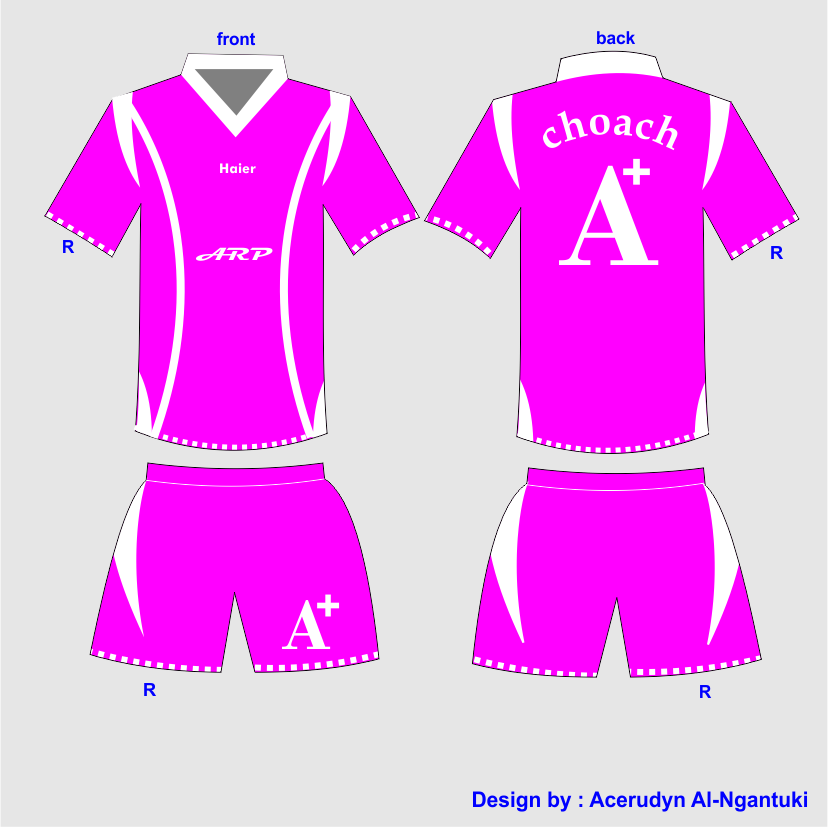 front
back
Haier
ARP
choach
A+
R
R
A+
R
R
Design by : Acerudyn Al-Ngantuki